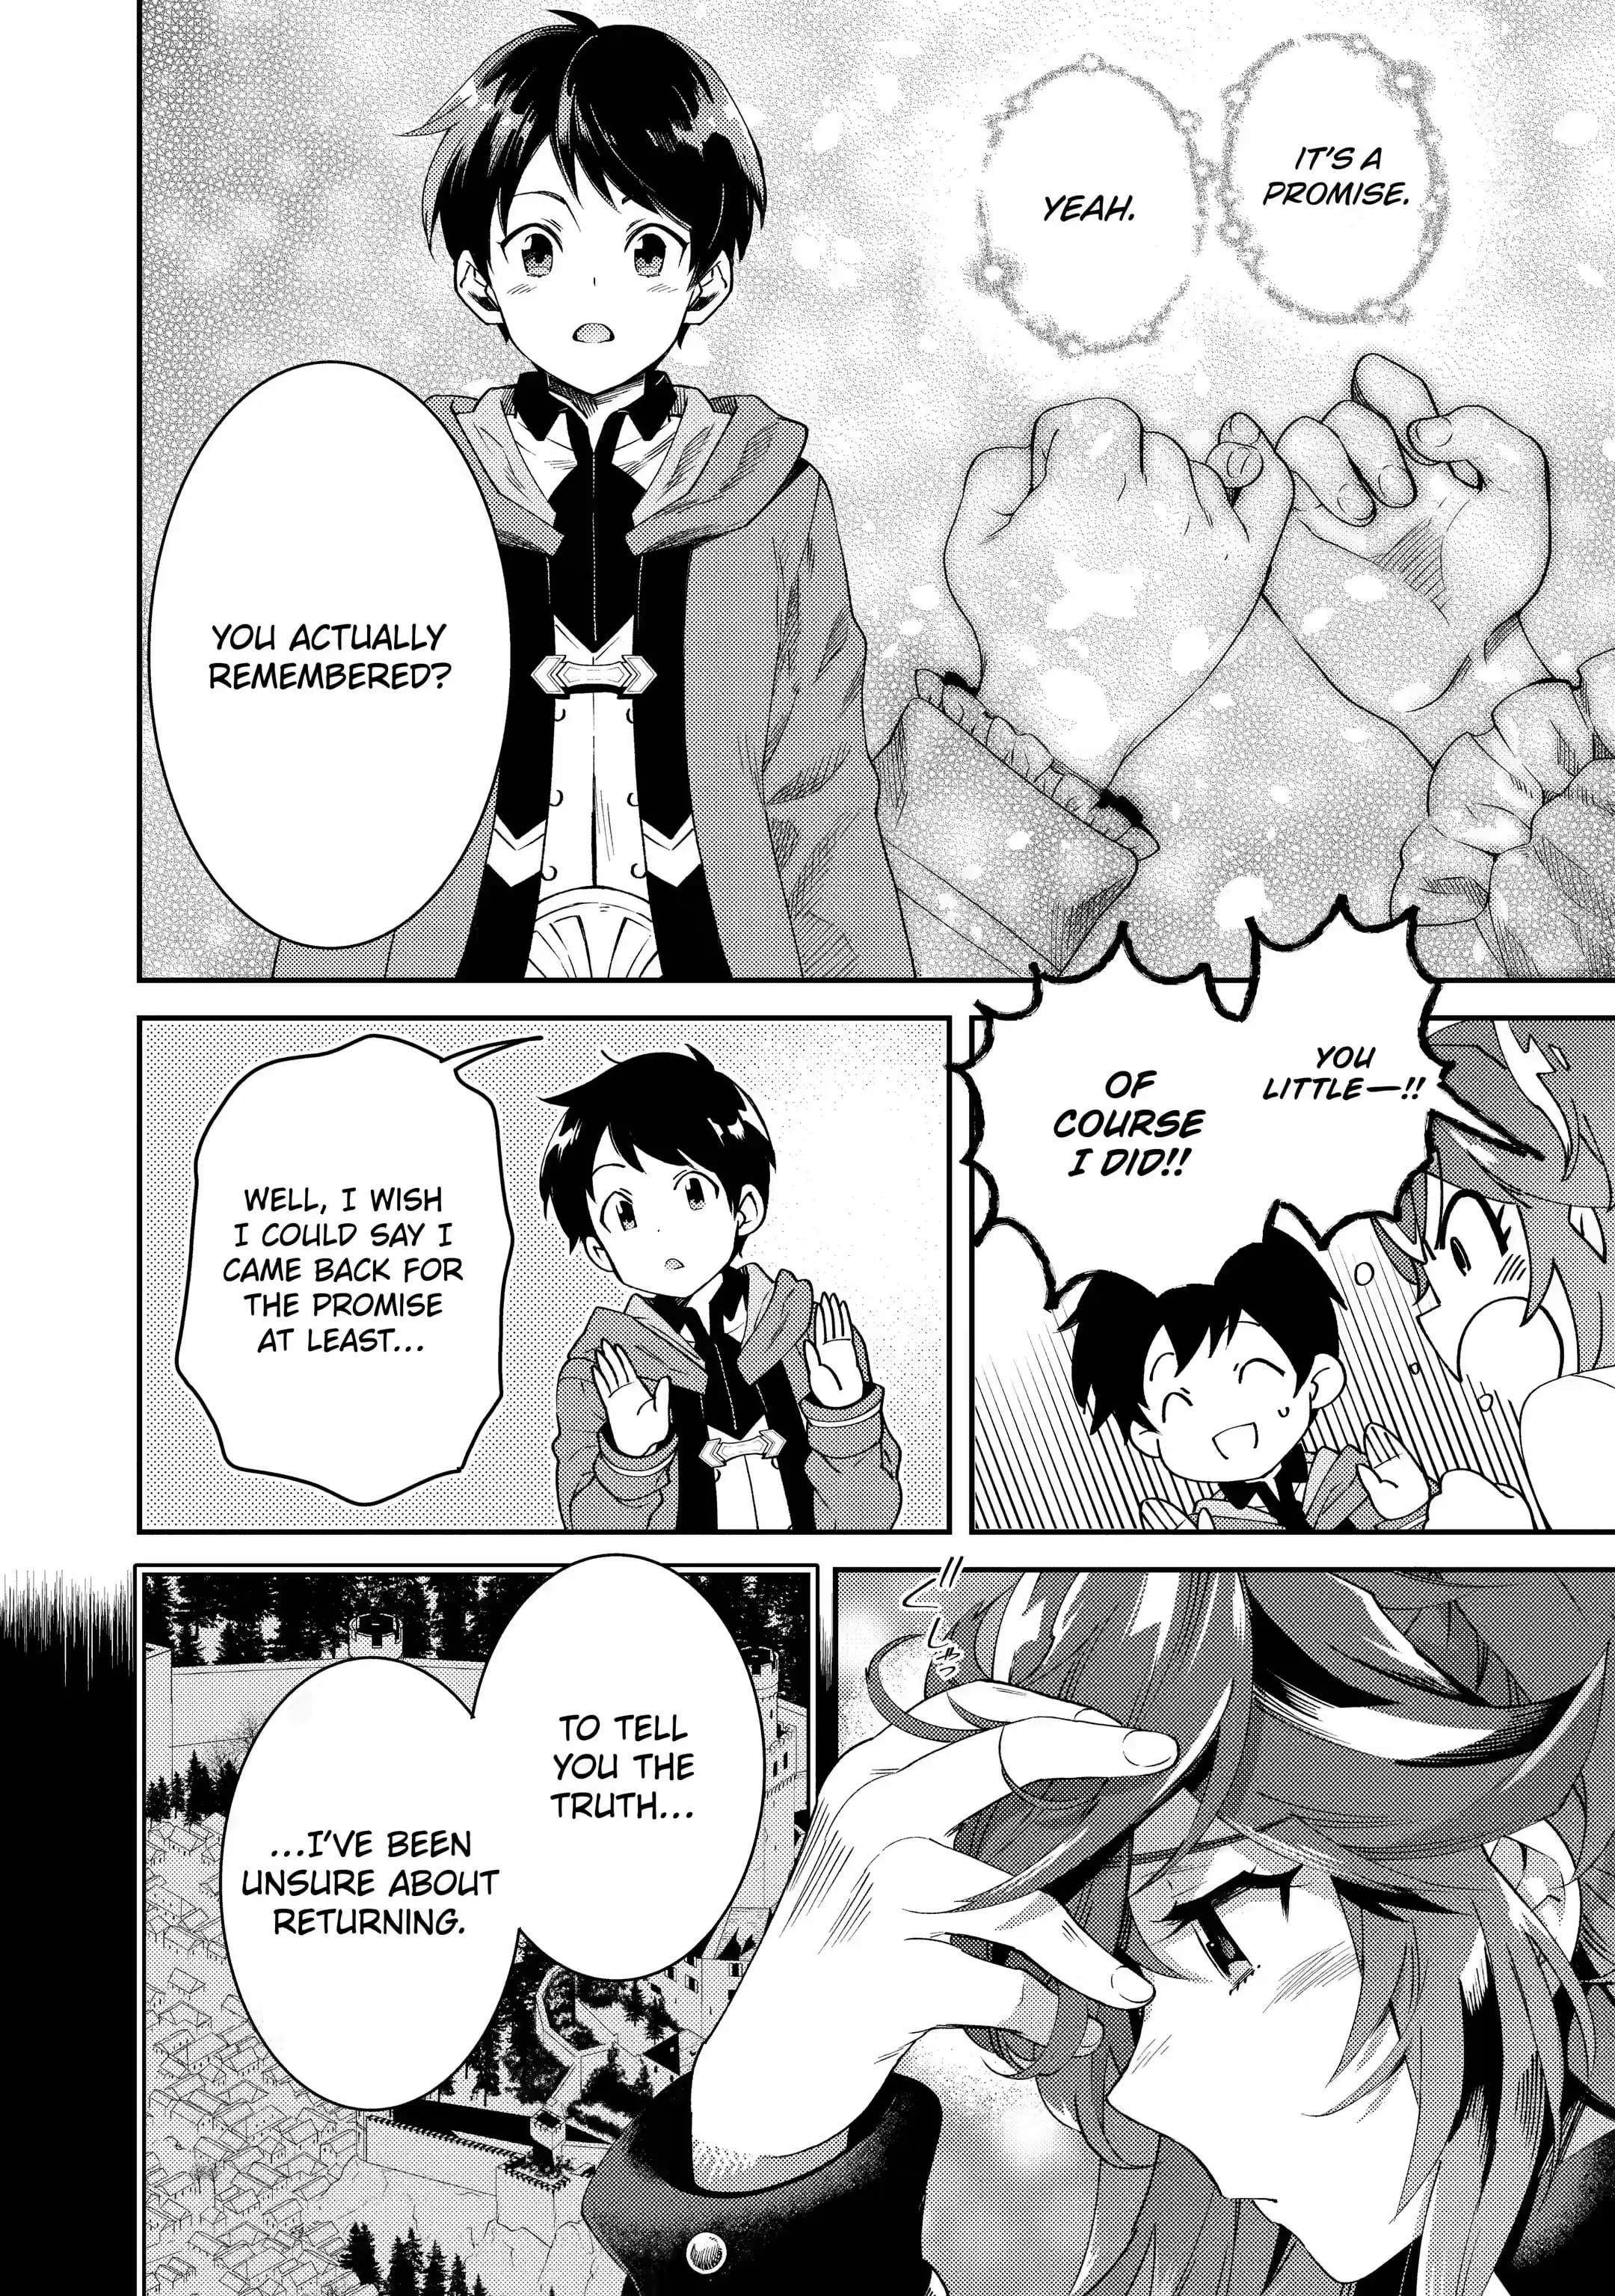 IT'S A
PROMISE.
YEAH.
YOU ACTUALLY
REMEMBERED?
YOU
LITTLE—!!
OF
COURSE
I DID!!
WELL, I WISH
I COULD SAY I
CAME BACK FOR
THE PROMISE
AT LEAST...
TO TELL
YOU THE
TRUTH...
...I'VE BEEN
UNSURE ABOUT
RETURNING.